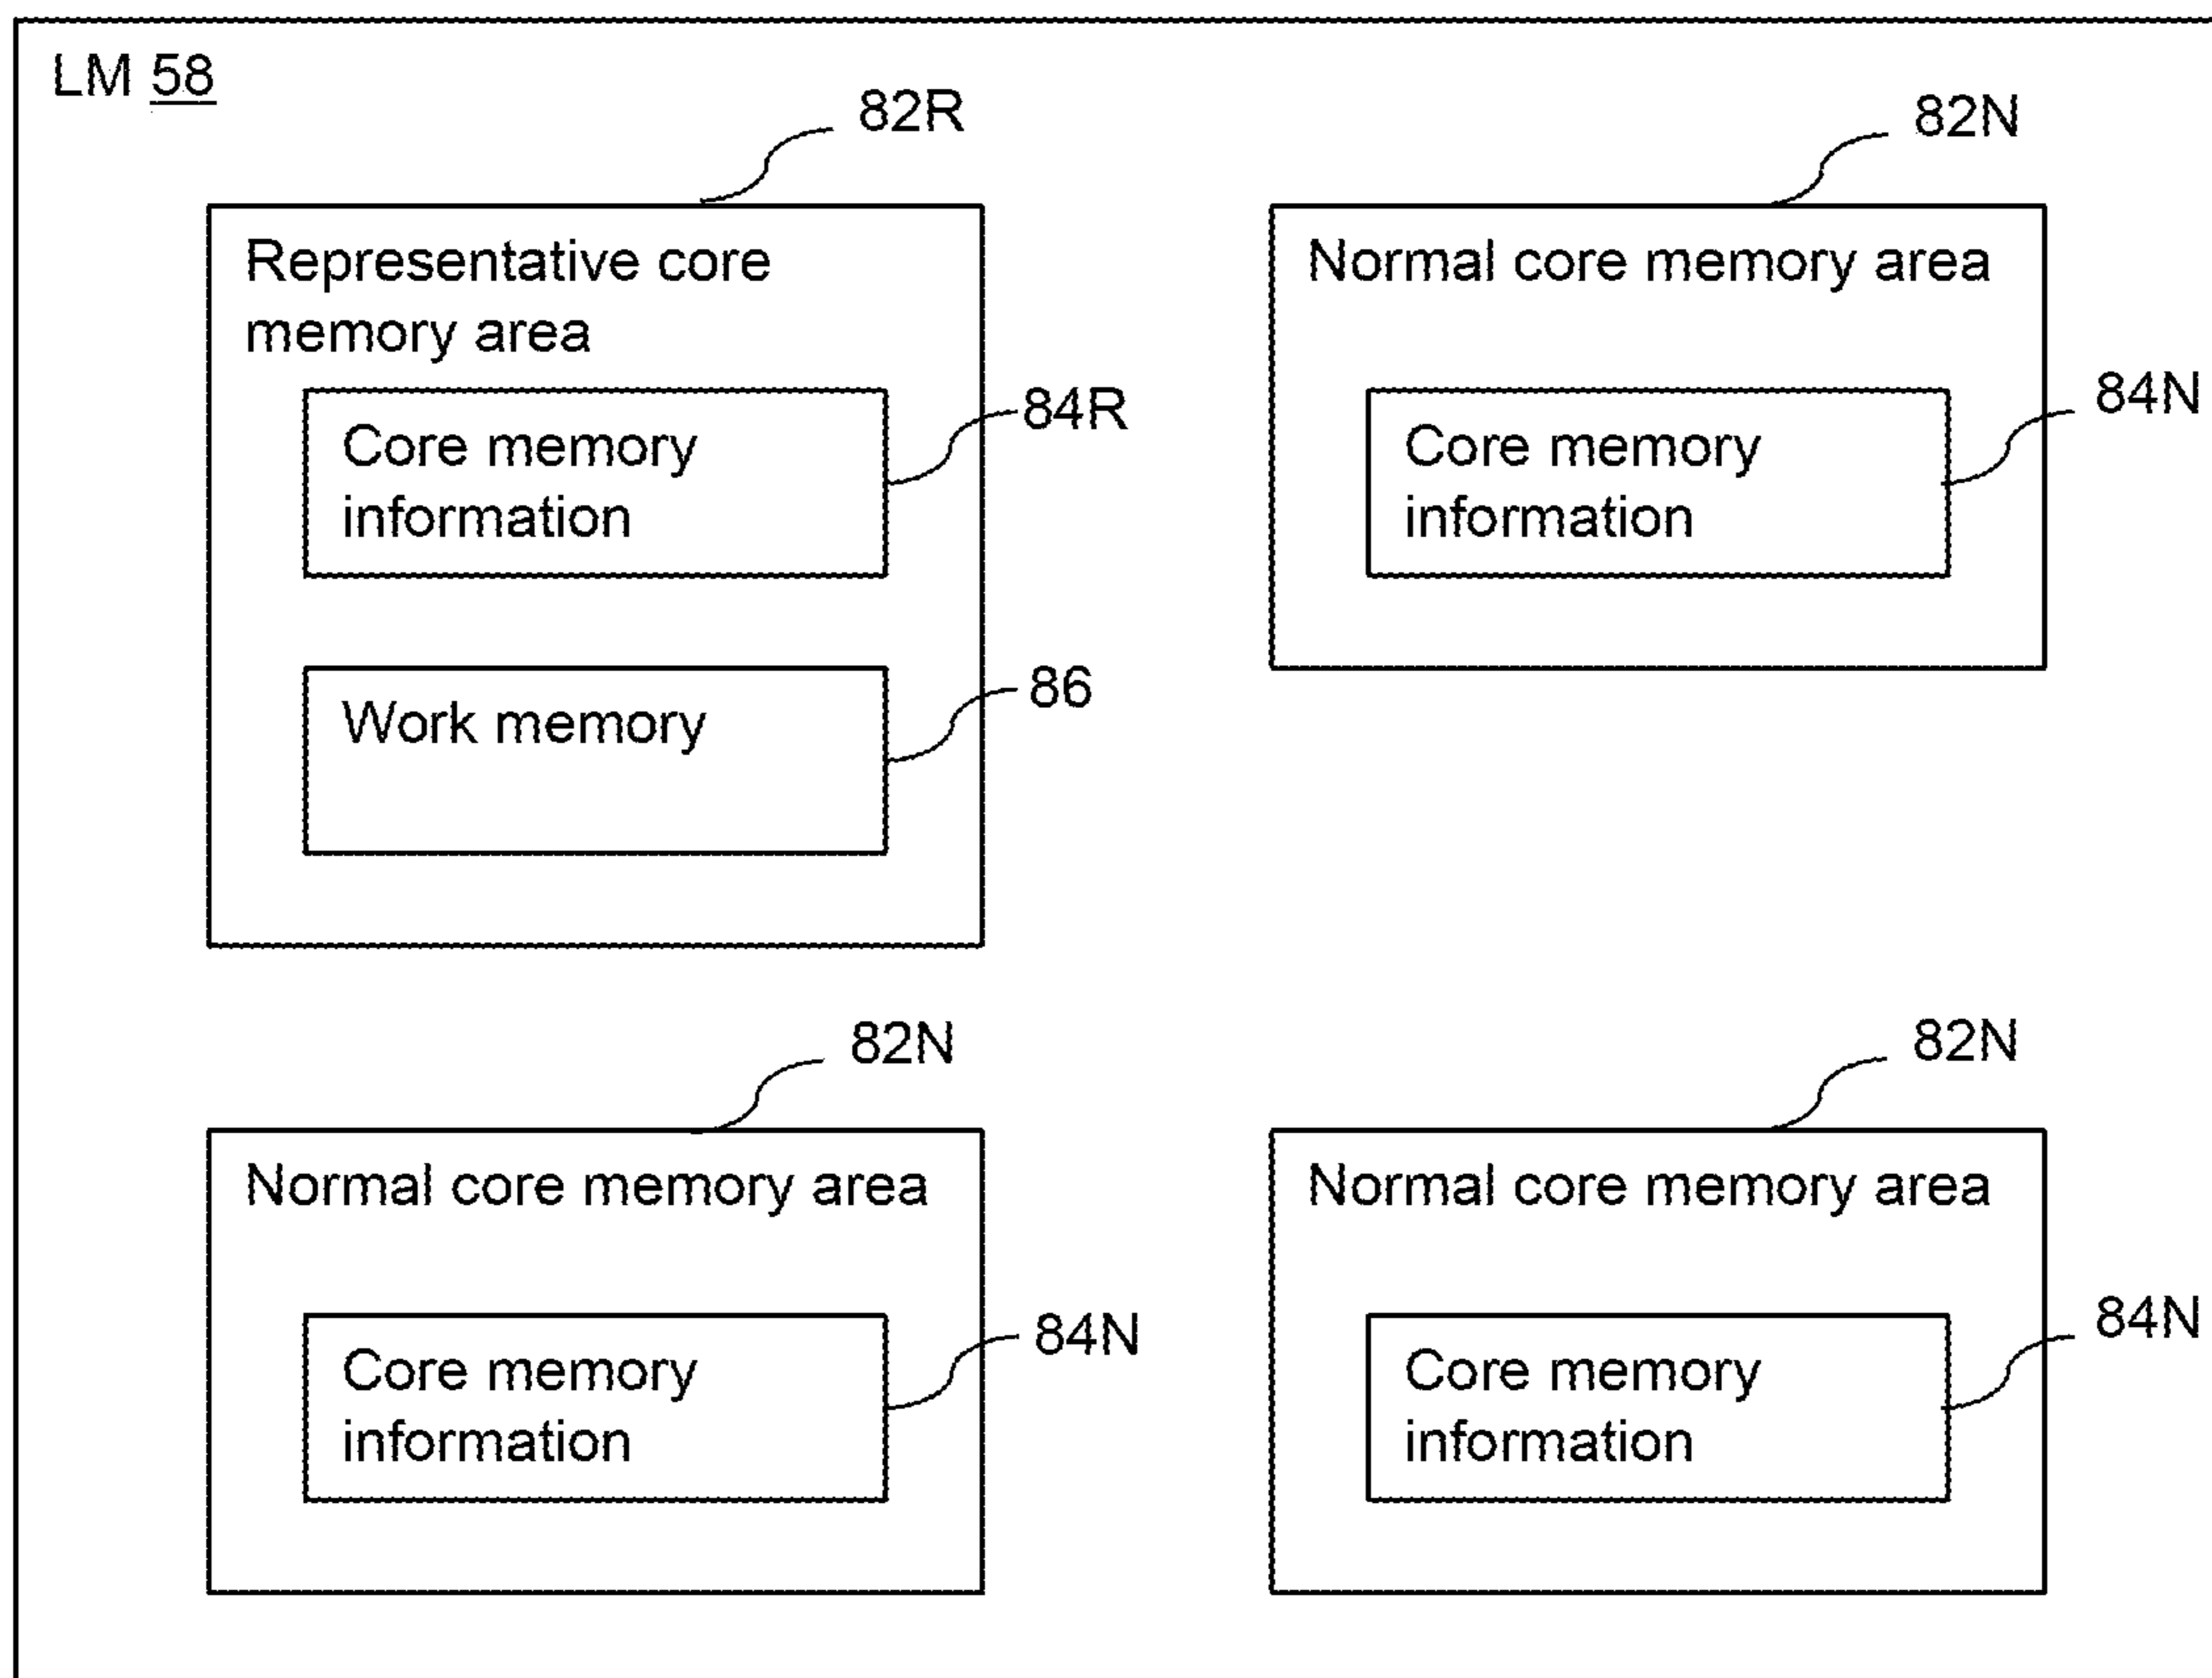 LM 58
82R
82N
Representative core
memory area
Normal core memory area
84R
84N
Core memory
information
Core memory
information
86
Work memory
82N
82N
Normal core memory area
Normal core memory area
84N
84N
Core memory
information
Core memory
information